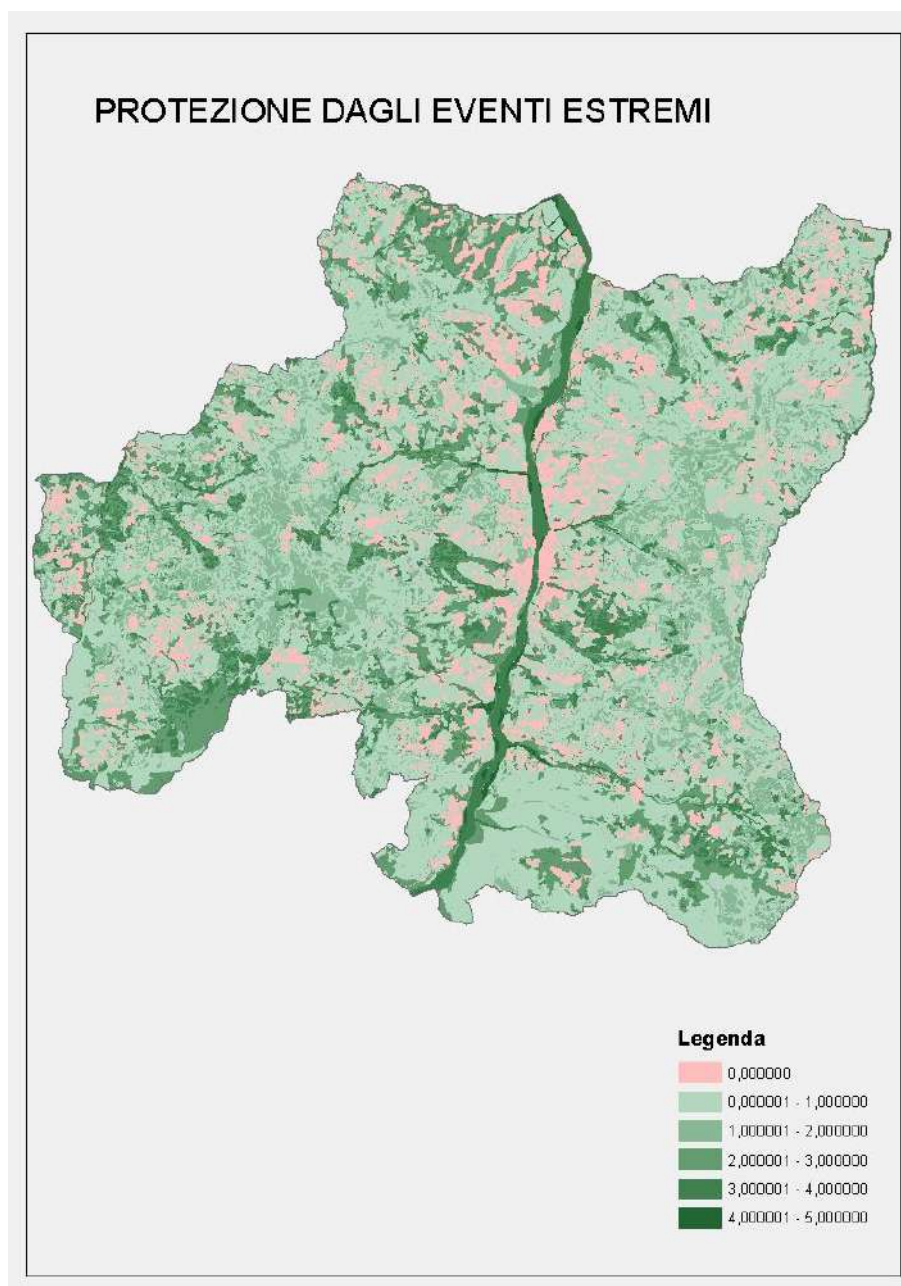 PROTEZIONE DAGLI EVENTI ESTREMI
Legenda
0,000000
0,000001 - 1,000000
1,000001 - 2,000000
2,000001 - 3,000000
3,000001 - 4,000000
4,000001 - 5,000000